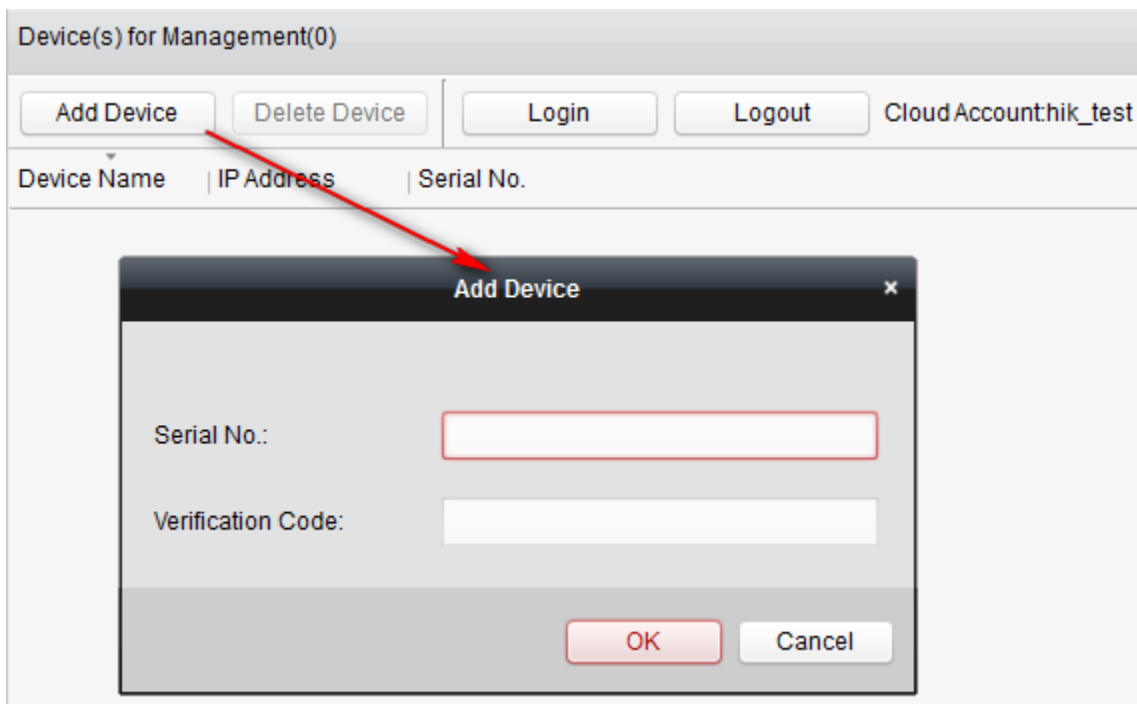 Device(s) for Management(0)
Add Device Delete Device Login Logout Cloud Account:hik_test
Device Name IP Address Serial No.
Add Device ×
Serial No.:
Verification Code:
OK Cancel